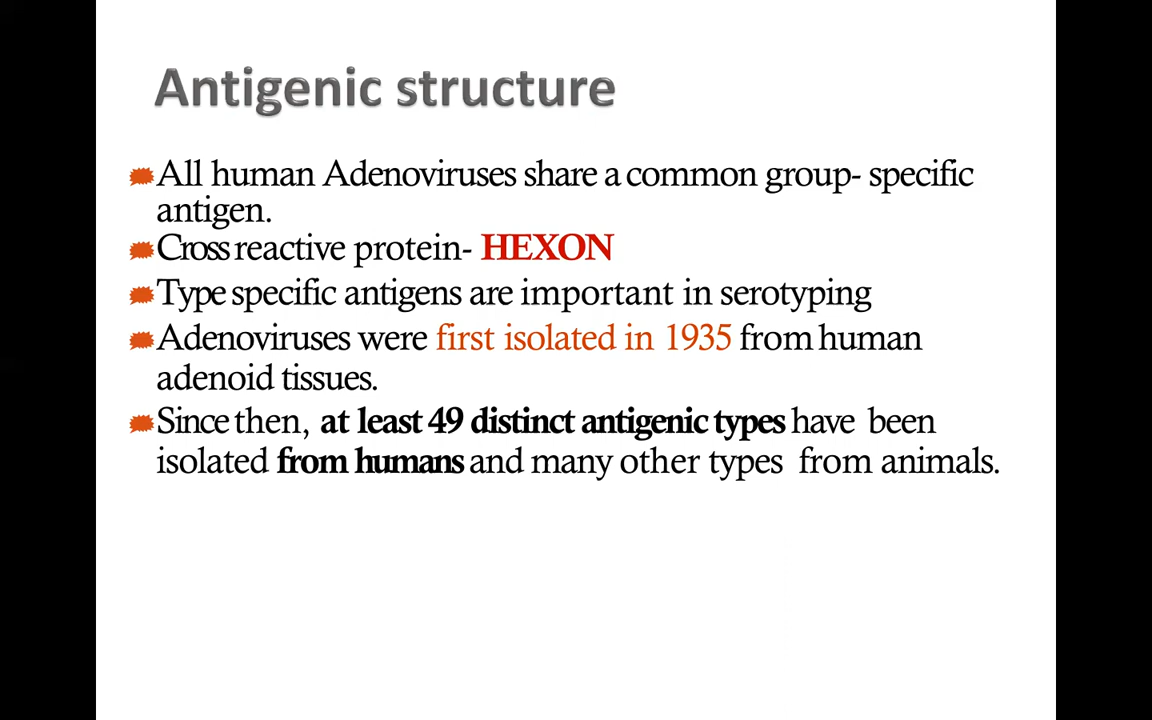 Antigenic structure
All human Adenoviruses share a common group- specific
antigen.
Cross reactive protein- HEXON
Type specific antigens are important in serotyping
Adenoviruses were first isolated in 1935 from human
adenoid tissues.
Since then, at least 49 distinct antigenic types have been
isolated from humans and many other types from animals.